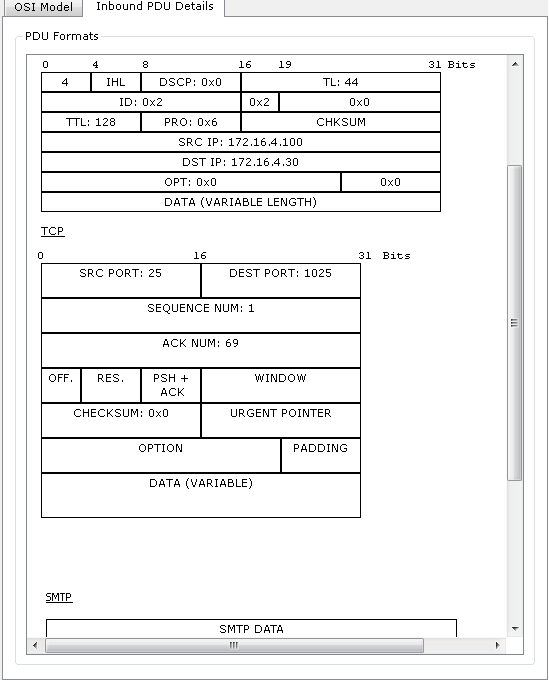 OSI Model Inbound PDU Details
PDU Formats
0 4 8 16 19 31 Bits
4 IHL DSCP: 0x0 TL: 44
ID: 0x2 0x2 0x0
TTL: 128 PRO: 0x6 CHKSUM
SRC IP: 172.16.4.100
DST IP: 172.16.4.30
OPT: 0x0 0x0
DATA (VARIABLE LENGTH)
TCP
0 16 31 Bits
SRC PORT: 25 DEST PORT: 1025
SEQUENCE NUM: 1
ACK NUM: 69
OFF. RES. PSH + WINDOW
ACK
CHECKSUM: 0x0 URGENT POINTER
OPTION PADDING
DATA (VARIABLE)
SMTP
SMTP DATA